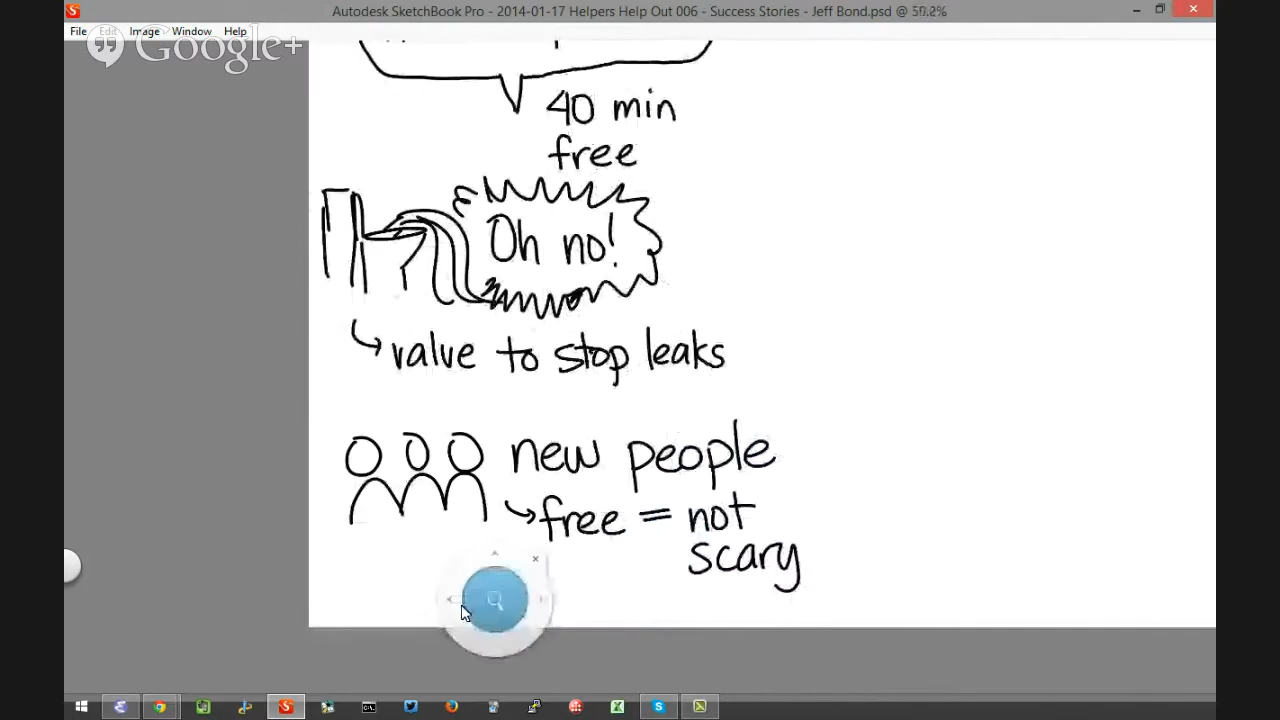 Autodesk SketchBook Pro - 2014-01-17 Helpers Help Out 006 - Success Stories - Jeff Bond.psd @ 50.2%
File Edit Image Window Help
Google+
40 min
free
Oh no!
valve to stop leaks
new people
free = not
scary